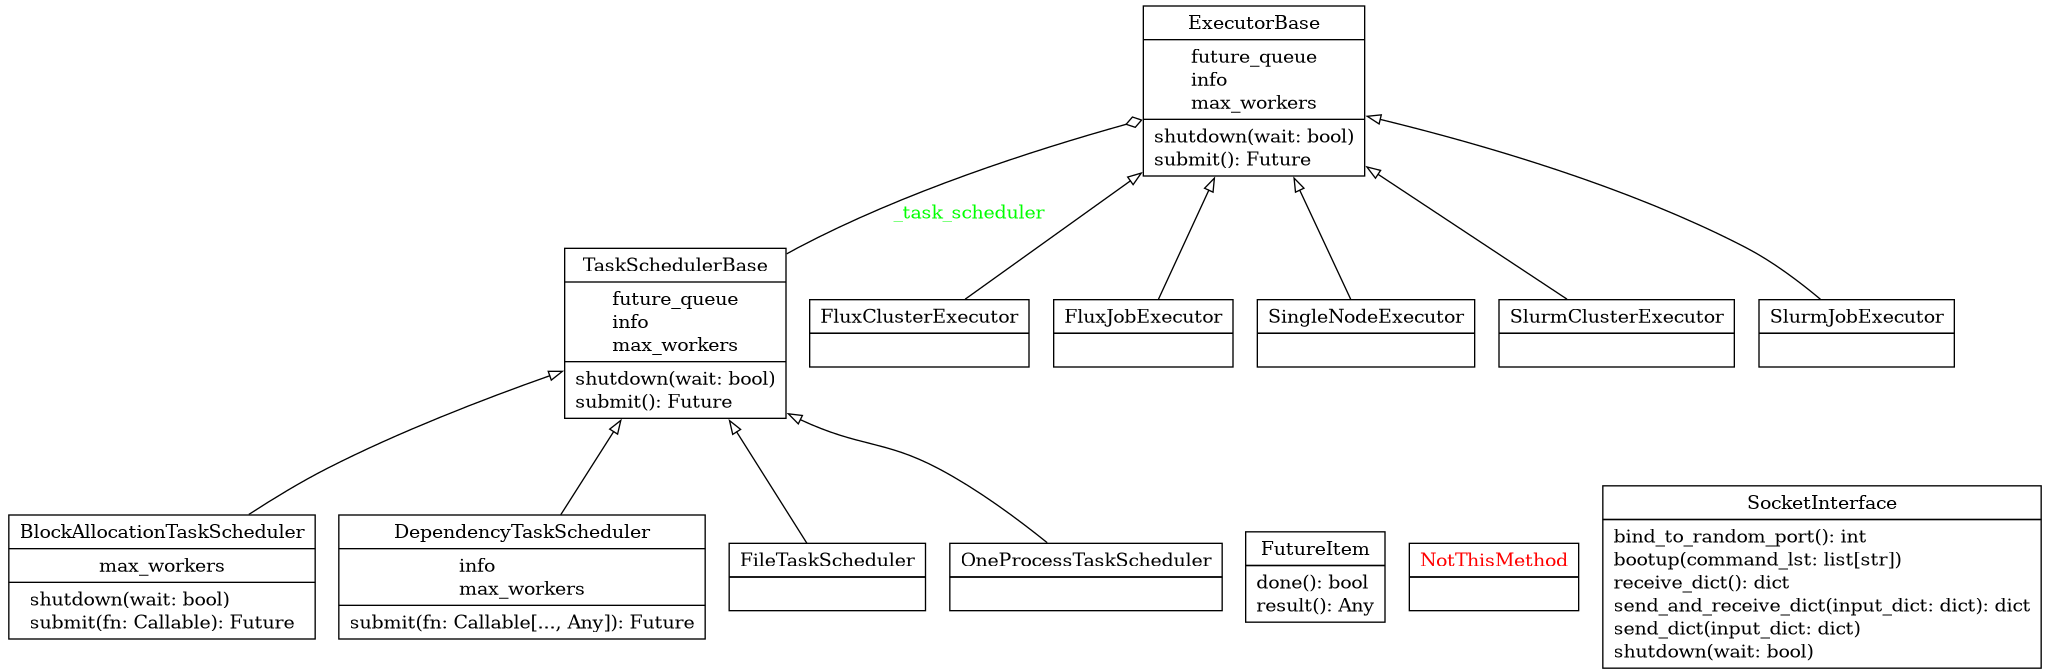 ExecutorBase
future_queue
info
max_workers
shutdown(wait: bool)
submit(): Future
_task_scheduler
TaskSchedulerBase
future_queue
info
max_workers
shutdown(wait: bool)
submit(): Future
FluxClusterExecutor
FluxJobExecutor
SingleNodeExecutor
SlurmClusterExecutor
SlurmJobExecutor
BlockAllocationTaskScheduler
max_workers
shutdown(wait: bool)
submit(fn: Callable): Future
DependencyTaskScheduler
info
max_workers
submit(fn: Callable[..., Any]): Future
FileTaskScheduler
OneProcessTaskScheduler
FutureItem
done(): bool
result(): Any
NotThisMethod
SocketInterface
bind_to_random_port(): int
bootup(command_lst: list[str])
receive_dict(): dict
send_and_receive_dict(input_dict: dict): dict
send_dict(input_dict: dict)
shutdown(wait: bool)